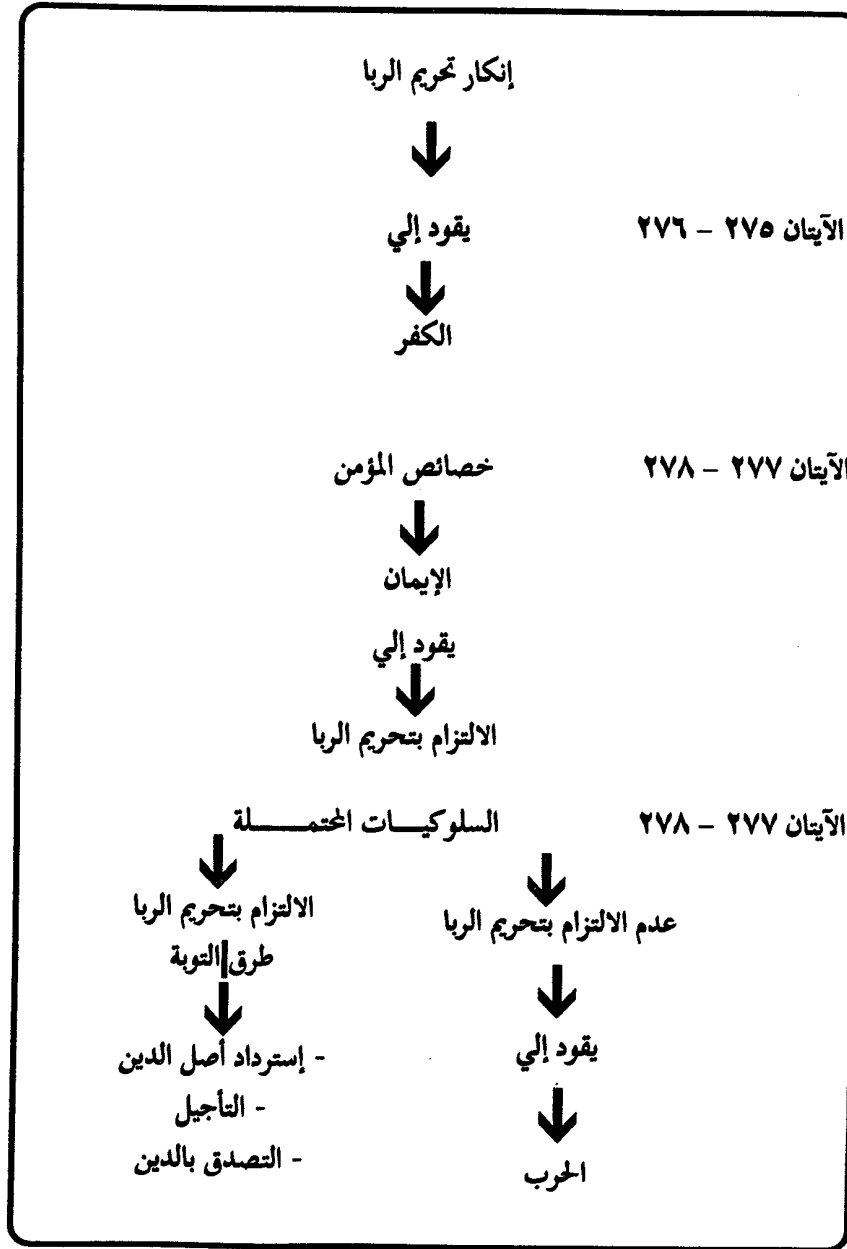 إنكار تحريم الربا
الآيتان ٢٧٥ – ٢٧٦
يقود إلي
الكفر
الآيتان ٢٧٧ – ٢٧٨
خصائص المؤمن
الإيمان
يقود إلي
الالتزام بتحريم الربا
الآيتان ٢٧٧ – ٢٧٨
السلوكيـــات المحتمـــــــلة
عدم الالتزام بتحريم الربا
يقود إلي
الحرب
الالتزام بتحريم الربا
طرق التوبة
- إسترداد أصل الدين
- التأجيل
- التصدق بالدين